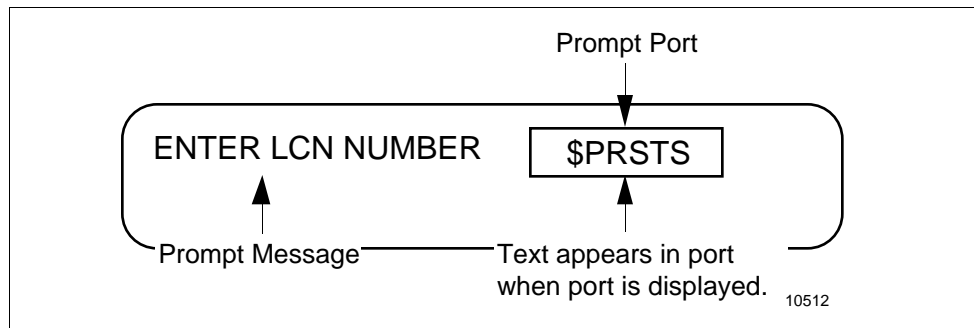 Prompt Port
ENTER LCN NUMBER
$PRSTS
Prompt Message
Text appears in port
when port is displayed.
10512